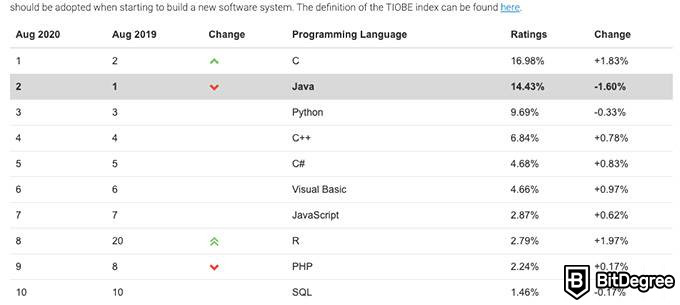 should be adopted when starting to build a new software system. The definition of the TIOBE index can be found here.
Aug 2020 Aug 2019 Change Programming Language Ratings Change
1 2 C 16.98% +1.83%
2 1 Java 14.43% -1.60%
3 3 Python 9.69% -0.33%
4 4 C++ 6.84% +0.78%
5 5 C# 4.68% +0.83%
6 6 Visual Basic 4.66% +0.97%
7 7 JavaScript 2.87% +0.62%
8 20 R 2.79% +1.97%
9 8 PHP 2.24% +0.17%
10 10 SQL 1.46% -0.17%
BitDegree